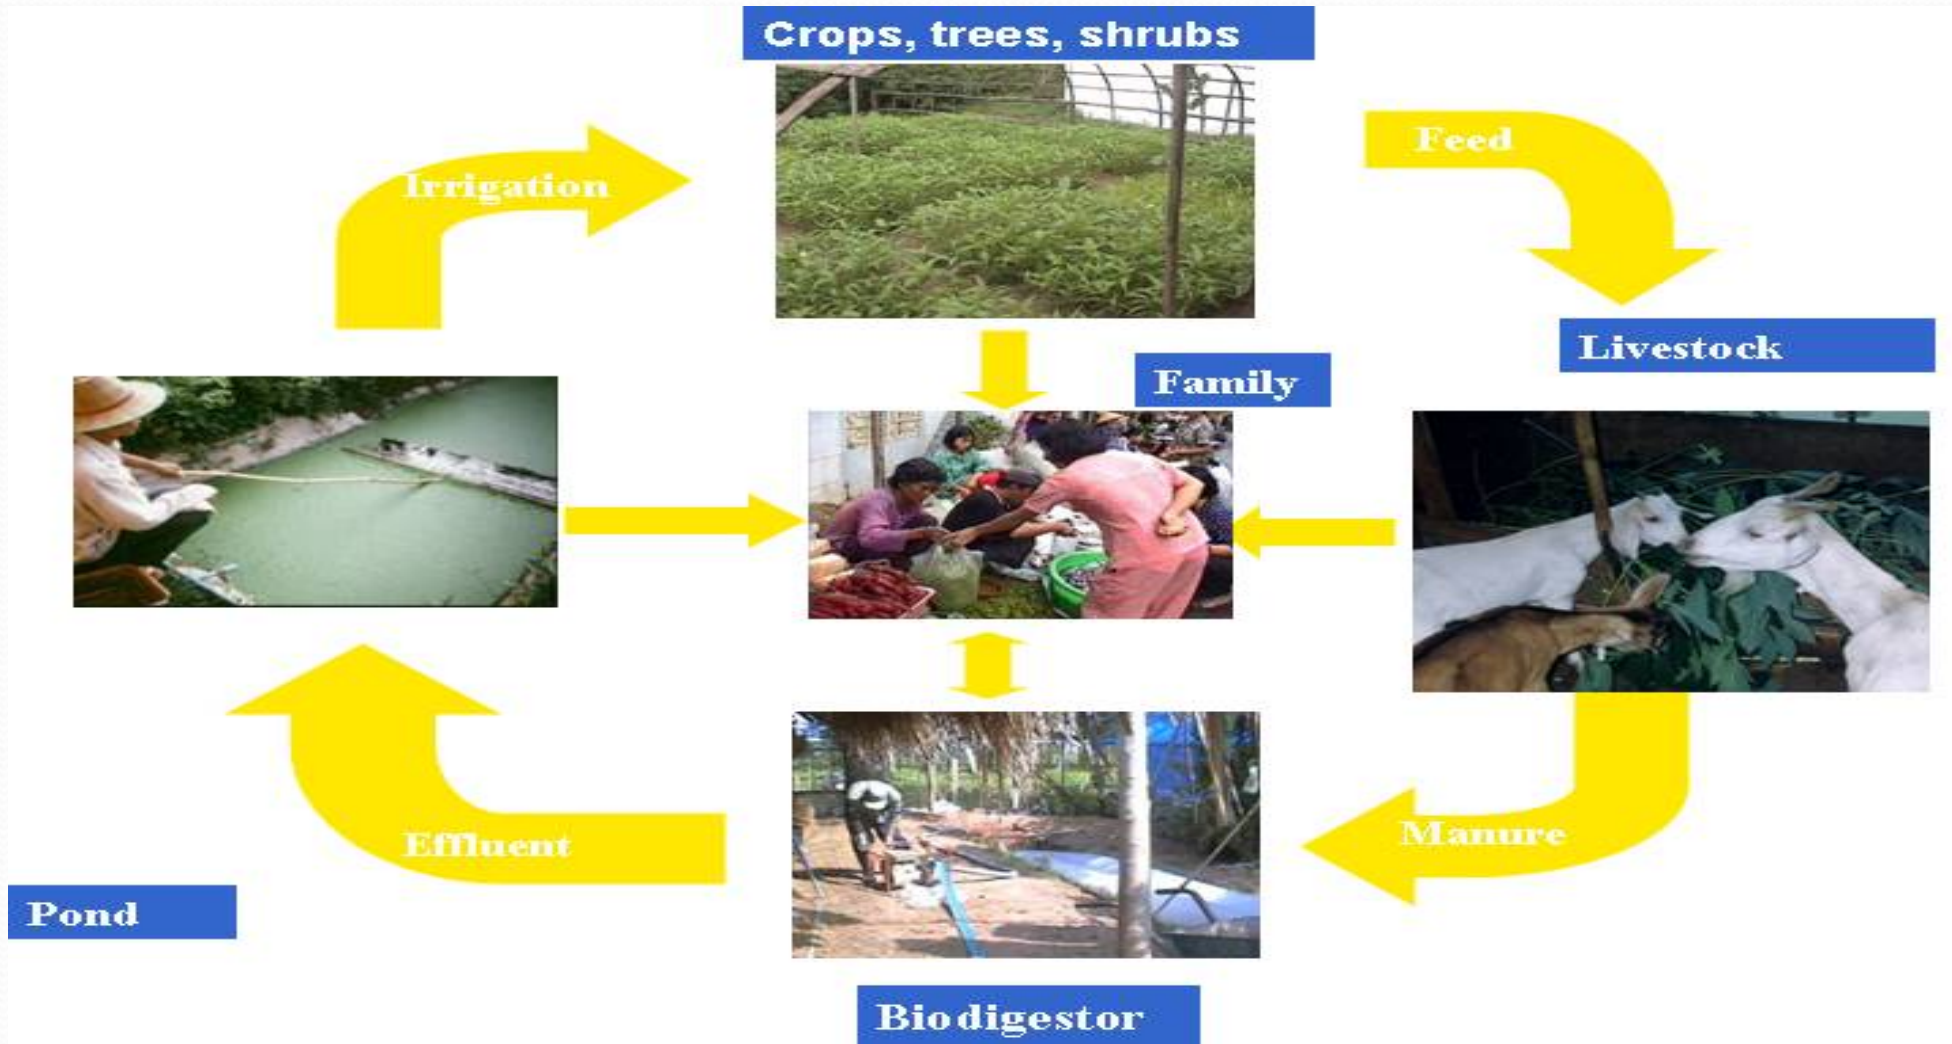 Crops, trees, shrubs
Feed
Irrigation
Livestock
Family
Manure
Effluent
Pond
Biodigestor